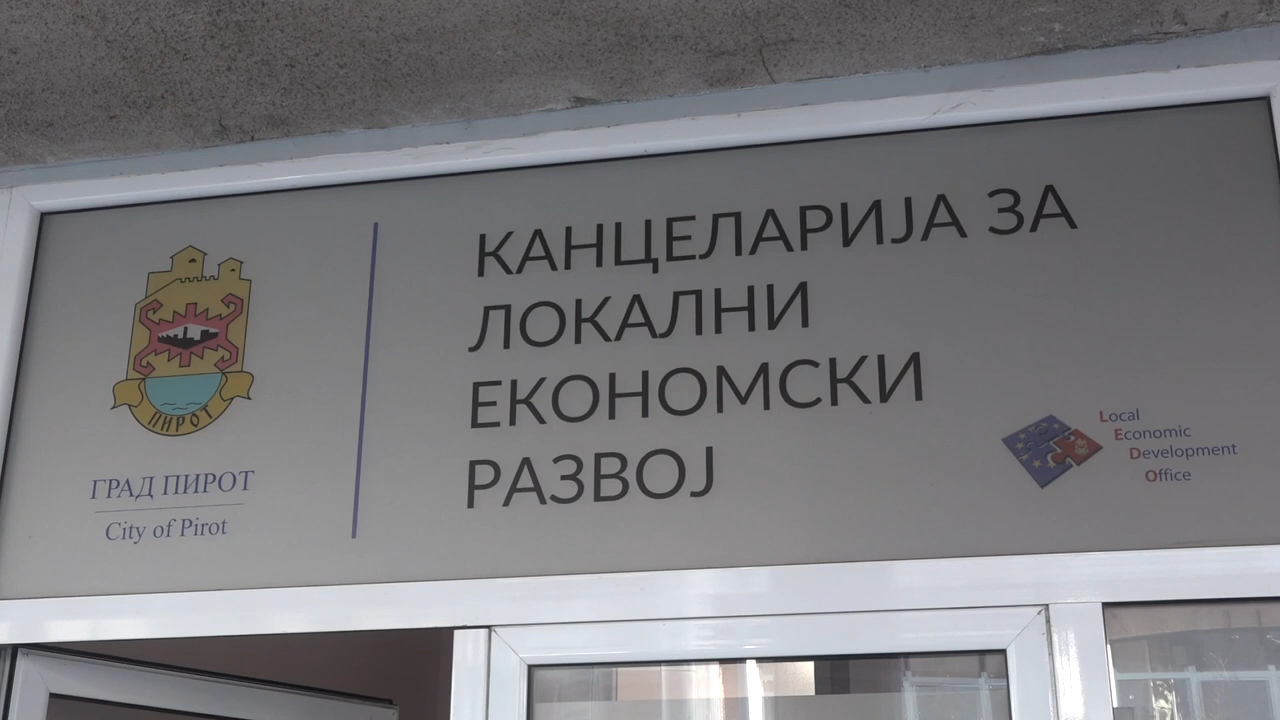 ПИРОТ
ГРАД ПИРОТ
City of Pirot
КАНЦЕЛАРИЈА ЗА
ЛОКАЛНИ
ЕКОНОМСКИ
РАЗВОЈ
Local
Economic
Development
Office